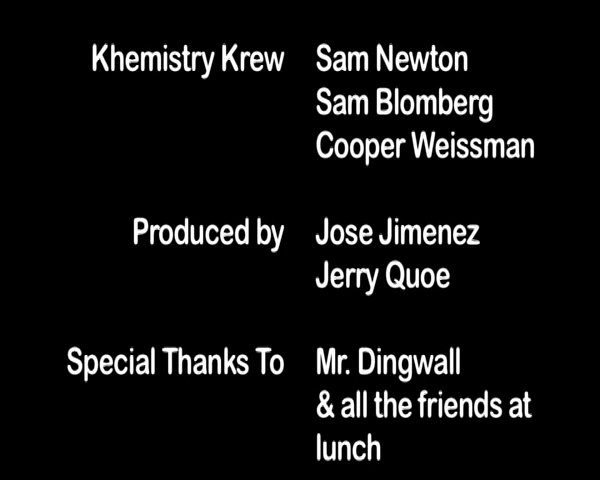 Khemistry Krew Sam Newton
Sam Blomberg
Cooper Weissman
Produced by Jose Jimenez
Jerry Quoe
Special Thanks To Mr. Dingwall
& all the friends at
lunch